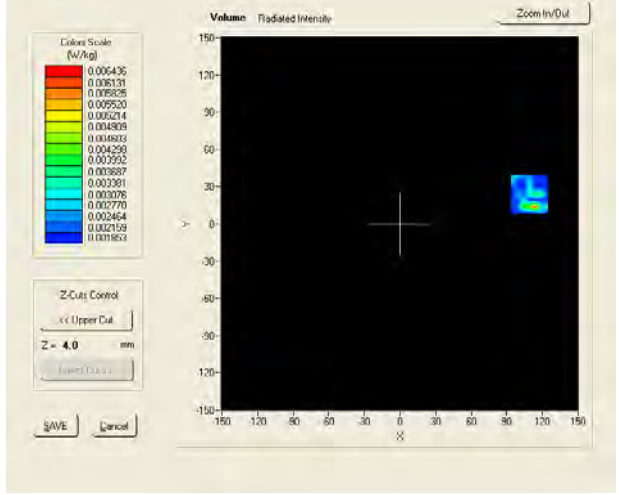 Volume Radiated Intensity
Zoom In/Out
Colors Scale
(W/kg)
0.006436
0.006131
0.005825
0.005520
0.005214
0.004909
0.004603
0.004298
0.003992
0.003687
0.003381
0.003076
0.002770
0.002464
0.002159
0.001853
150
120
90
60
30
0
-30
-60
-90
-120
-150
Y
-150 -120 -90 -60 -30 0 30 60 90 120 150
X
Z-Cuts Control
<< Upper Cut
Z = 4.0 mm
SAVE Cancel